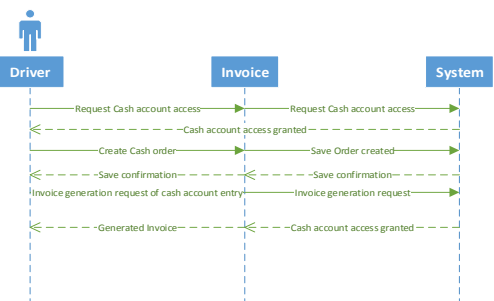 Driver Invoice System
Request Cash account access Request Cash account access
Cash account access granted
Create Cash order Save Order created
Save confirmation Save confirmation
Invoice generation request of cash account entry Invoice generation request
Generated Invoice Cash account access granted